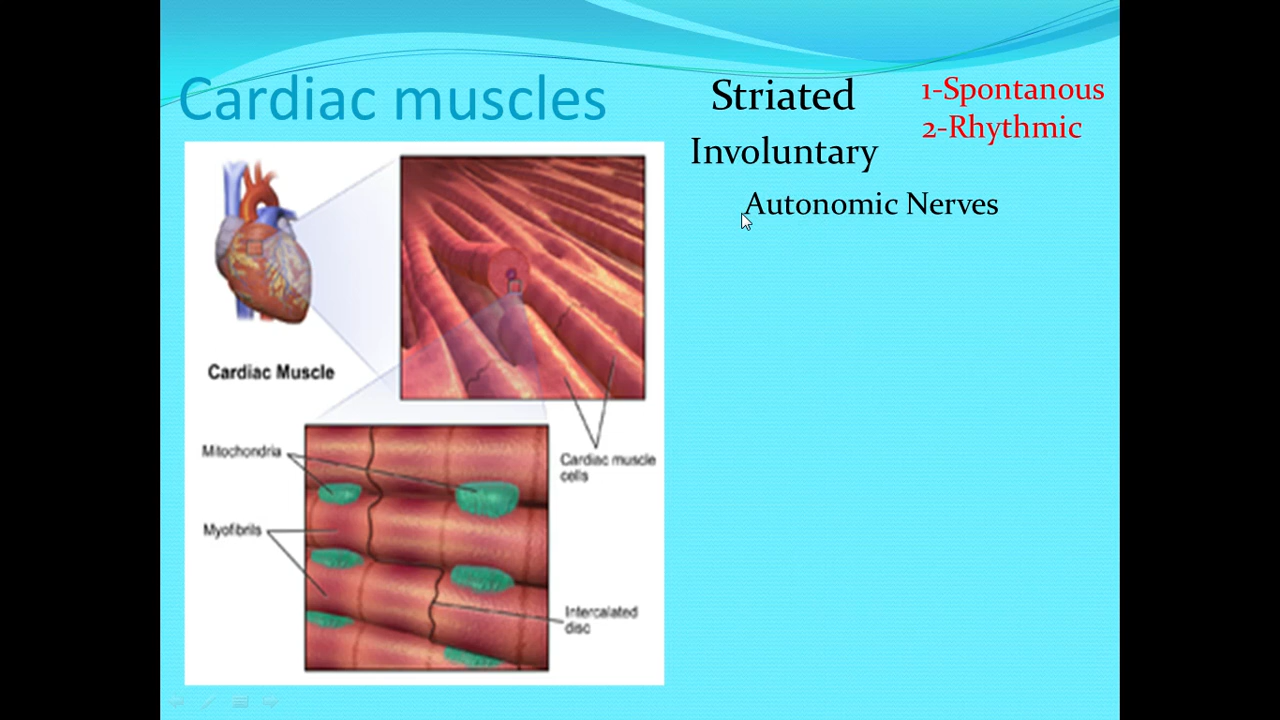 Cardiac muscles
Striated
Involuntary
Autonomic Nerves
1-Spontanous
2-Rhythmic
Cardiac Muscle
Cardiac muscle
cells
Mitochondria
Myofibrils
Intercalated
disc